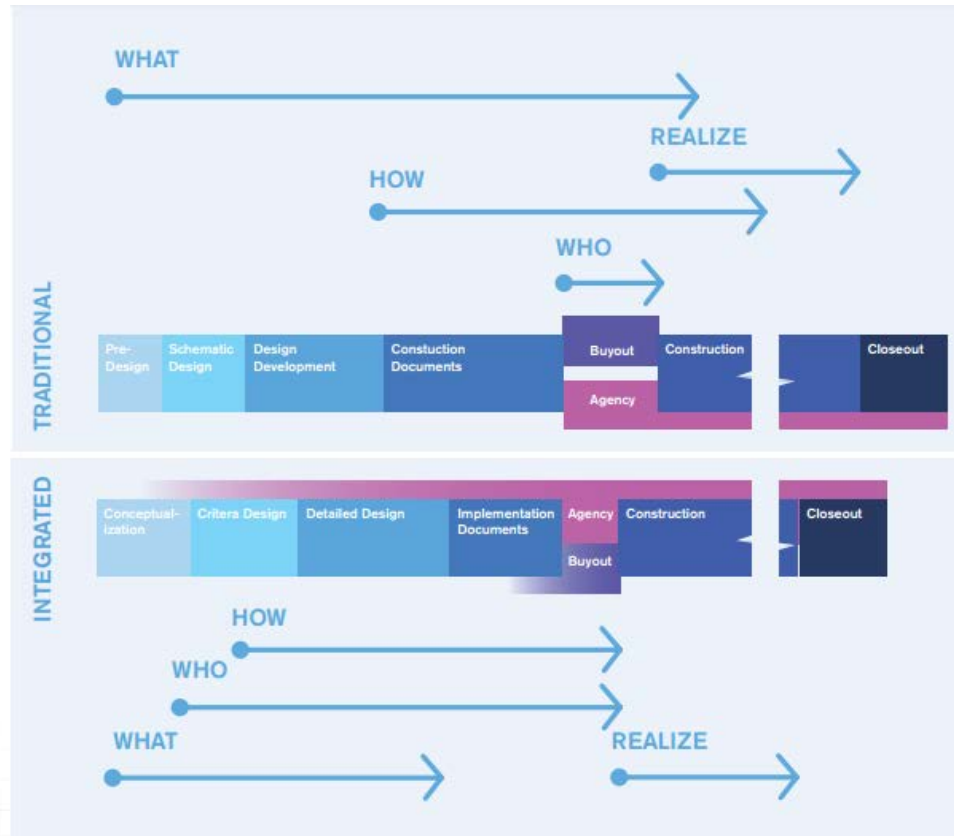 WHAT
REALIZE
HOW
WHO
TRADITIONAL
Pre-
Design
Schematic
Design
Design
Development
Constuction
Documents
Buyout
Agency
Construction
Closeout
INTEGRATED
Conceptual-
ization
Critera Design
Detailed Design
Implementation
Documents
Agency
Buyout
Construction
Closeout
HOW
WHO
WHAT
REALIZE